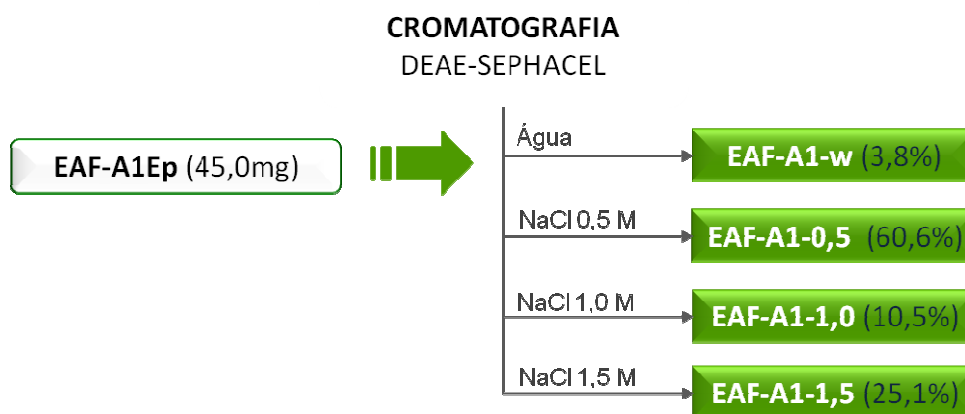 CROMATOGRAFIA
DEAE-SEPHACEL
EAF-A1Ep (45,0mg)
Água
EAF-A1-w (3,8%)
NaCl 0,5 M
EAF-A1-0,5 (60,6%)
NaCl 1,0 M
EAF-A1-1,0 (10,5%)
NaCl 1,5 M
EAF-A1-1,5 (25,1%)